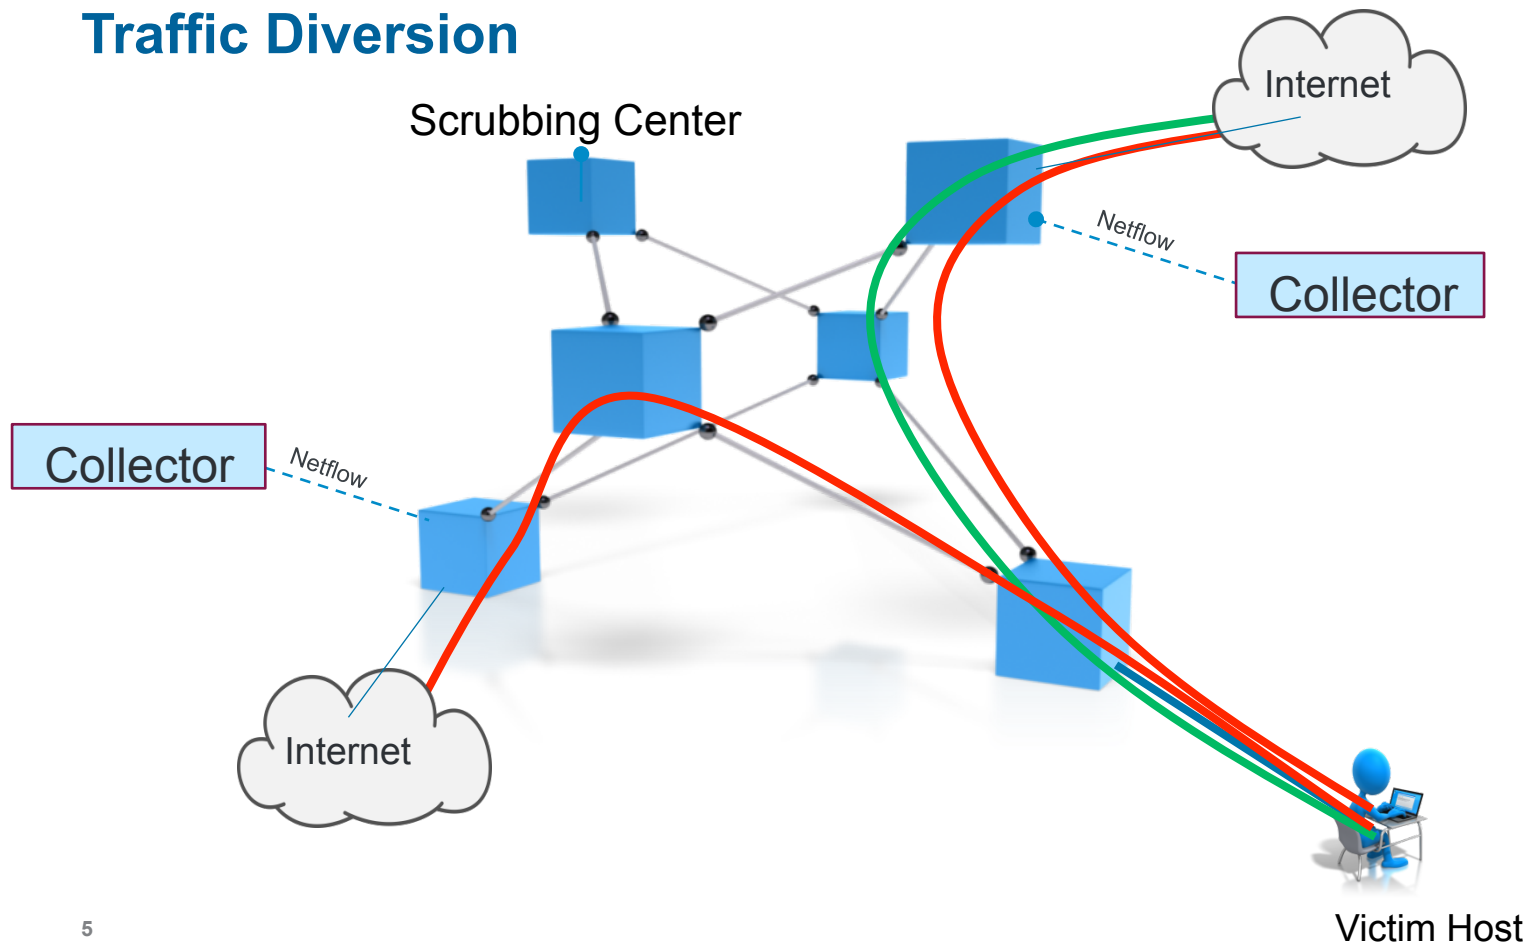 Traffic Diversion
Internet
Scrubbing Center
Netflow
Collector
Collector
Netflow
Internet
Victim Host
5